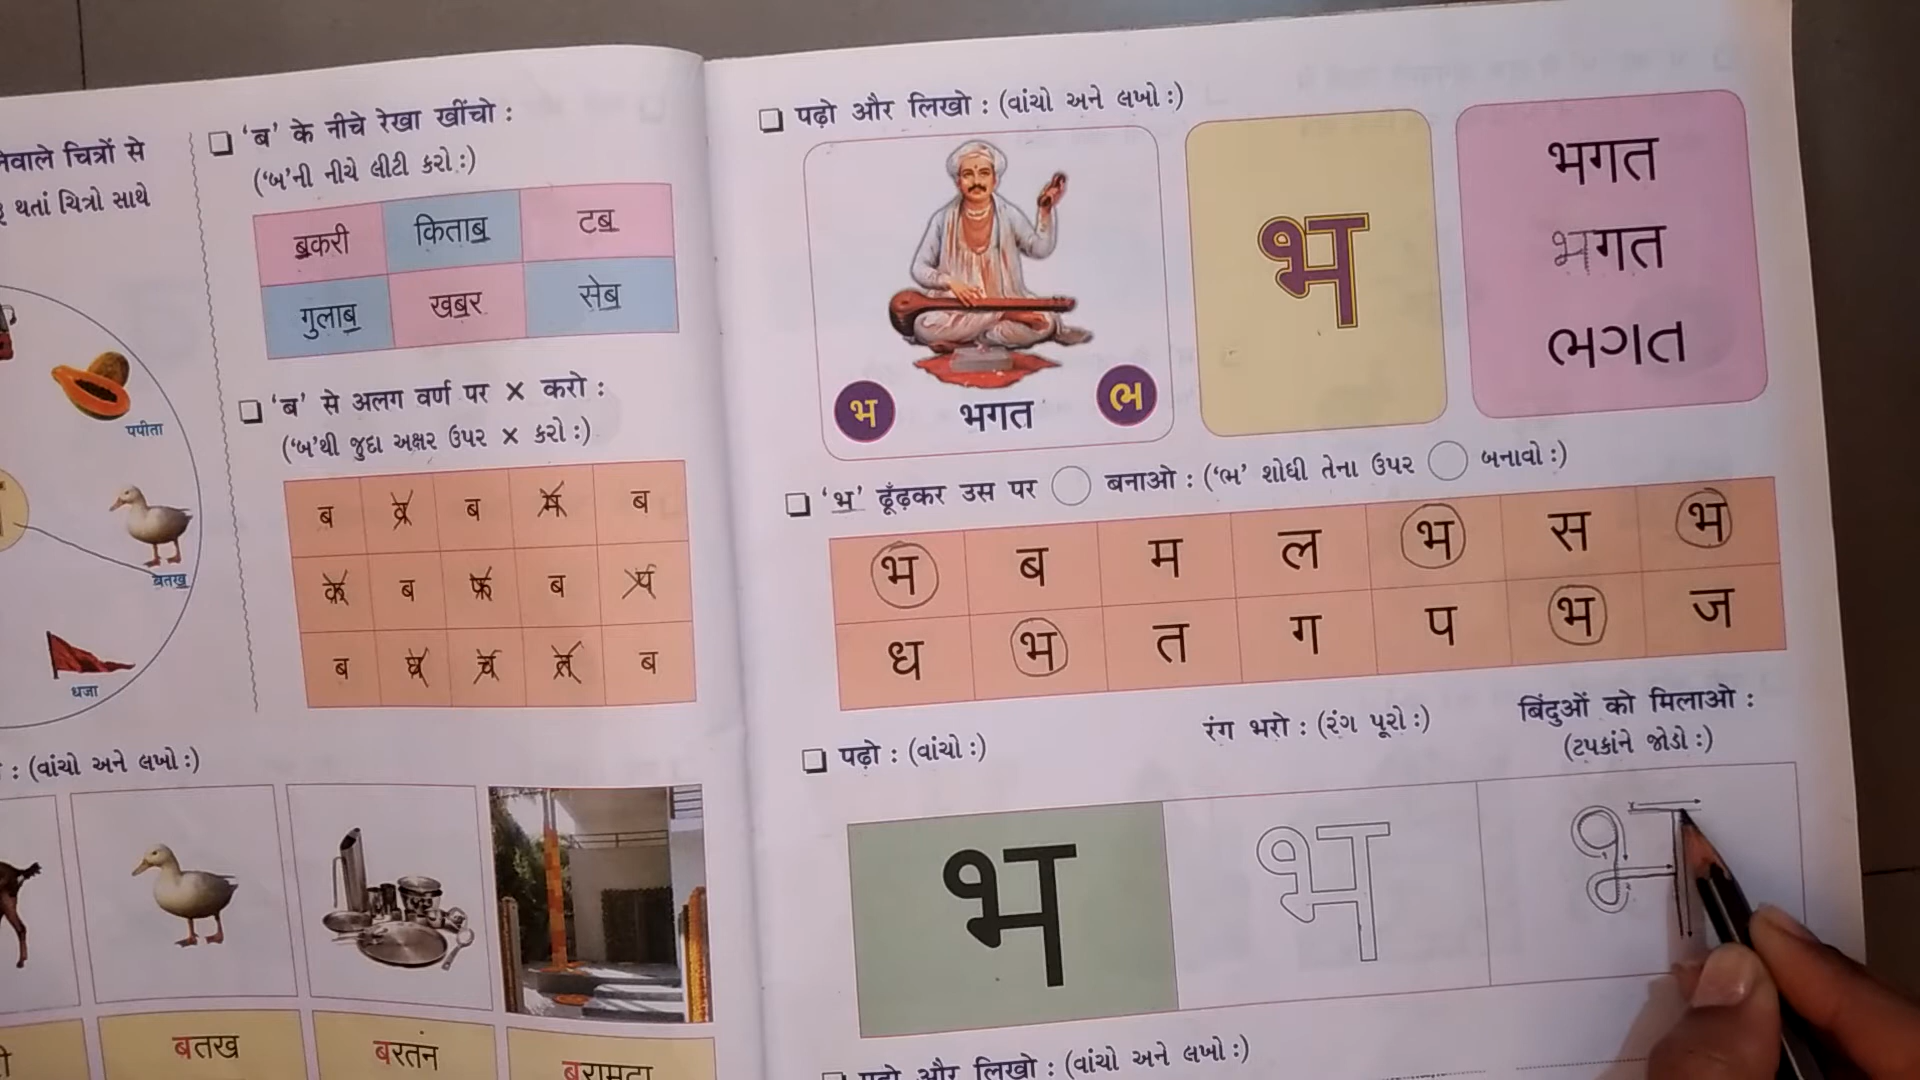 चित्रों से
થતાં ચિત્રો સાથે
पपीता
बतख
धजा
: (વાંચો અને લખો :)
'ब' के नीचे रेखा खींचो :
('બ'ની નીચે લીટી કરો :)
बकरी किताब टब
गुलाब खबर सेब
'ब' से अलग वर्ण पर × करो :
('બ'થી જુદા અક્ષર ઉપર × કરો :)
ब व ब म ब
क ब फ ब प
ब घ च त ब
बतख
बरतन
बरामदा
पढ़ो और लिखो : (વાંચો અને લખો :)
भ भगत ભ
भ
भगत
भगत
ભગત
'भ' ढूँढ़कर उस पर ◯ बनाओ : ('ભ' શોધી તેના ઉપર ◯ બનાવો :)
भ ब म ल भ स भ
ध भ त ग प भ ज
पढ़ो : (વાંચો :)
रंग भरो : (રંગ પૂરો :)
बिंदुओं को मिलाओ :
(ટપકાંને જોડો :)
भ भ भ
पढ़ो और लिखो : (વાંચો અને લખો :)